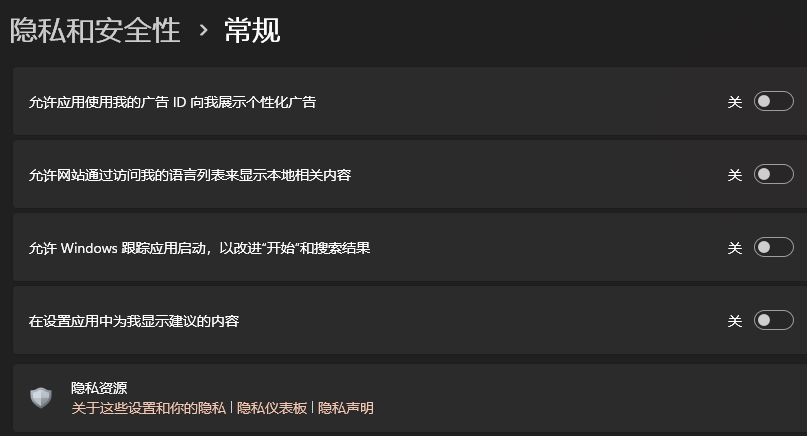 隐私和安全性 › 常规
允许应用使用我的广告 ID 向我展示个性化广告 关
允许网站通过访问我的语言列表来显示本地相关内容 关
允许 Windows 跟踪应用启动，以改进“开始”和搜索结果 关
在设置应用中为我显示建议的内容 关
隐私资源
关于这些设置和你的隐私 | 隐私仪表板 | 隐私声明